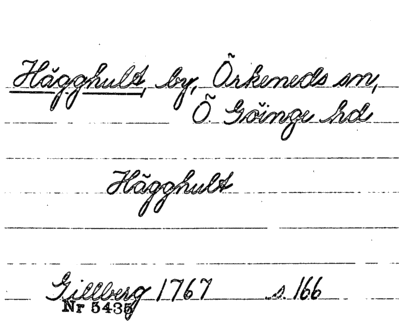 Hägghult, by, Örkeneds sn,
Ö. Göinge hd
Hägghult
Gillberg 1767 s. 166
Nr 5435